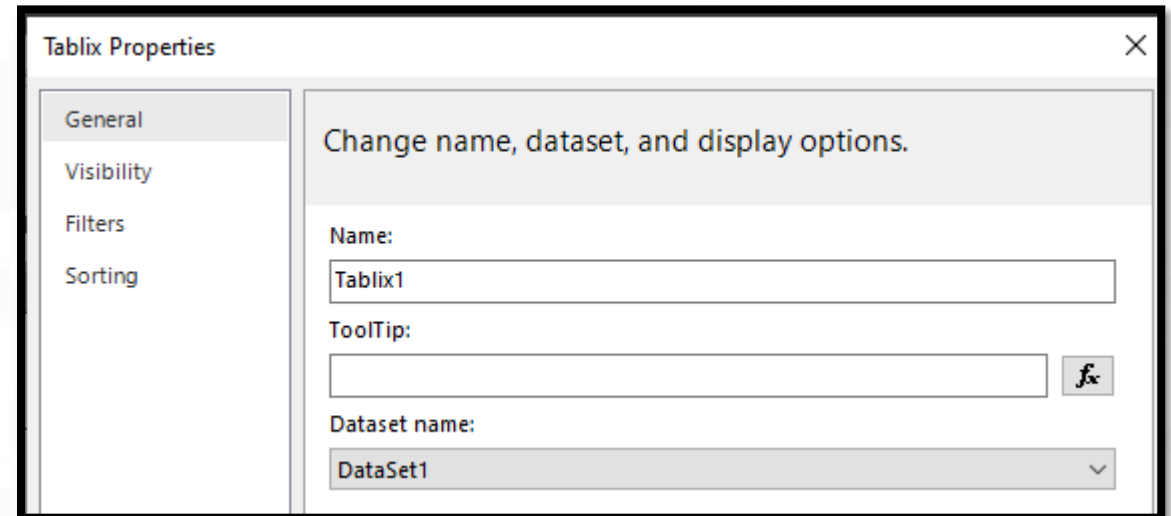 Tablix Properties
General
Visibility
Filters
Sorting
Change name, dataset, and display options.
Name:
Tablix1
ToolTip:
fx
Dataset name:
DataSet1